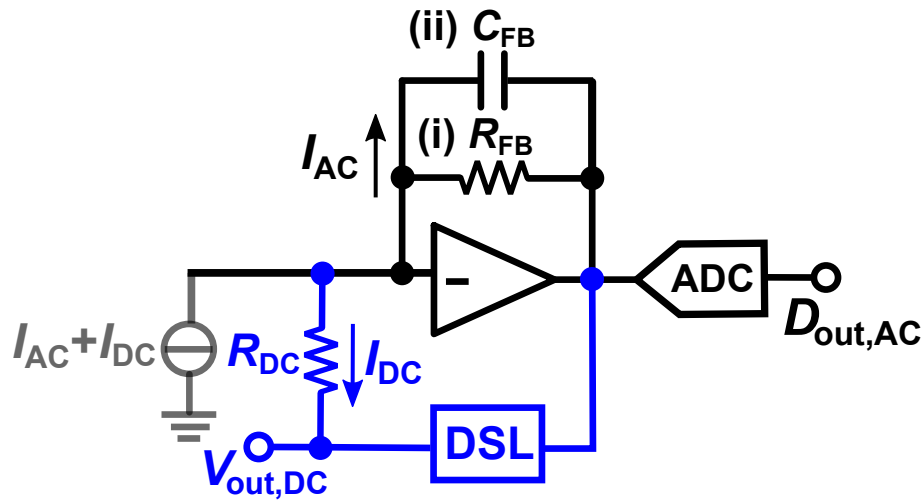 (ii) CFB
(i) RFB
IAC
-
ADC
Dout,AC
IAC+IDC
RDC
IDC
DSL
Vout,DC